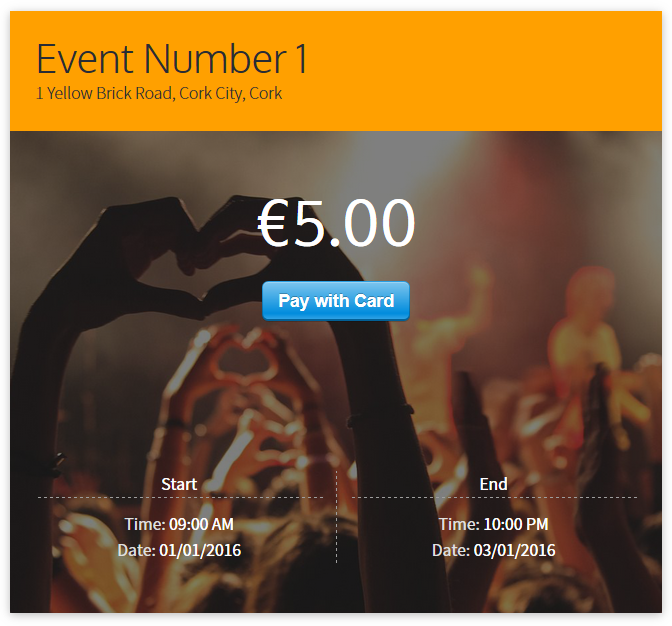 Event Number 1
1 Yellow Brick Road, Cork City, Cork
€5.00
Pay with Card
Start
Time: 09:00 AM
Date: 01/01/2016
End
Time: 10:00 PM
Date: 03/01/2016